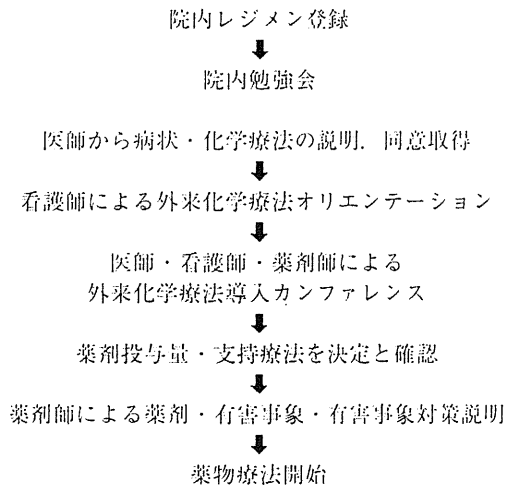 院内レジメン登録
院内勉強会
医師から病状・化学療法の説明，同意取得
看護師による外来化学療法オリエンテーション
医師・看護師・薬剤師による
外来化学療法導入カンファレンス
薬剤投与量・支持療法を決定と確認
薬剤師による薬剤・有害事象・有害事象対策説明
薬物療法開始